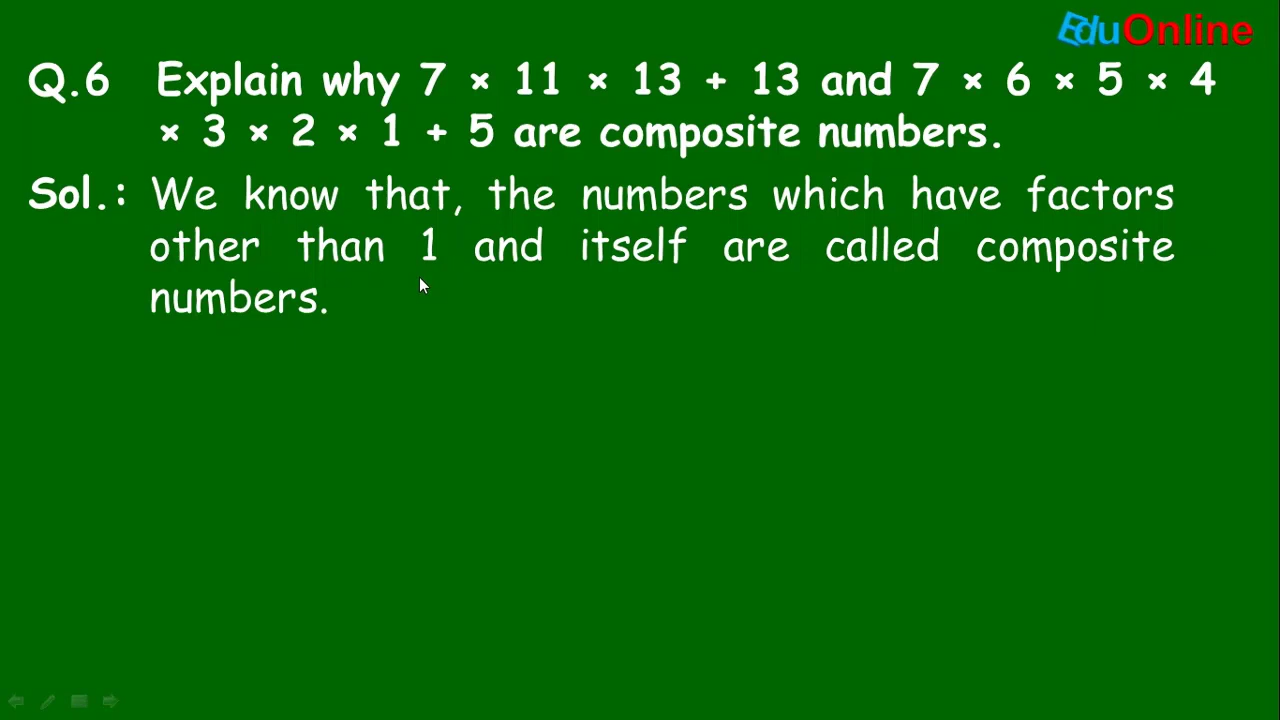 EduOnline
Q.6 Explain why 7 × 11 × 13 + 13 and 7 × 6 × 5 × 4
× 3 × 2 × 1 + 5 are composite numbers.
Sol.: We know that, the numbers which have factors
other than 1 and itself are called composite
numbers.